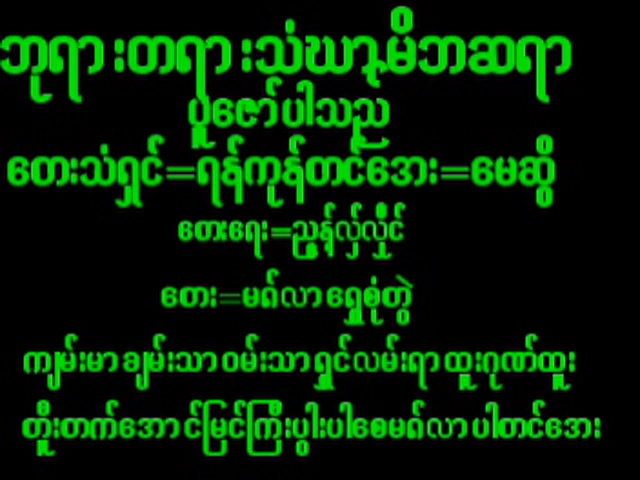 ဘုရား တရား သံဃာ့မိဘဆရာ
ပူဇော်ပါသည်
တေးသံရှင်=ရန်ကုန်တင်အေး=မေဆွိ
တေးရေး=ညွန့်လှိုင်
တေး=မင်္ဂလာရွှေစုံတွဲ
ကျမ်းမာ ချမ်းသာ ဝမ်းသာ ရွှင်လမ်းရာ ထူးဂုဏ်ထူး
တိုးတက်အောင်မြင်ကြီးပွါးပါစေမင်္ဂလာ ပါတင်အေး